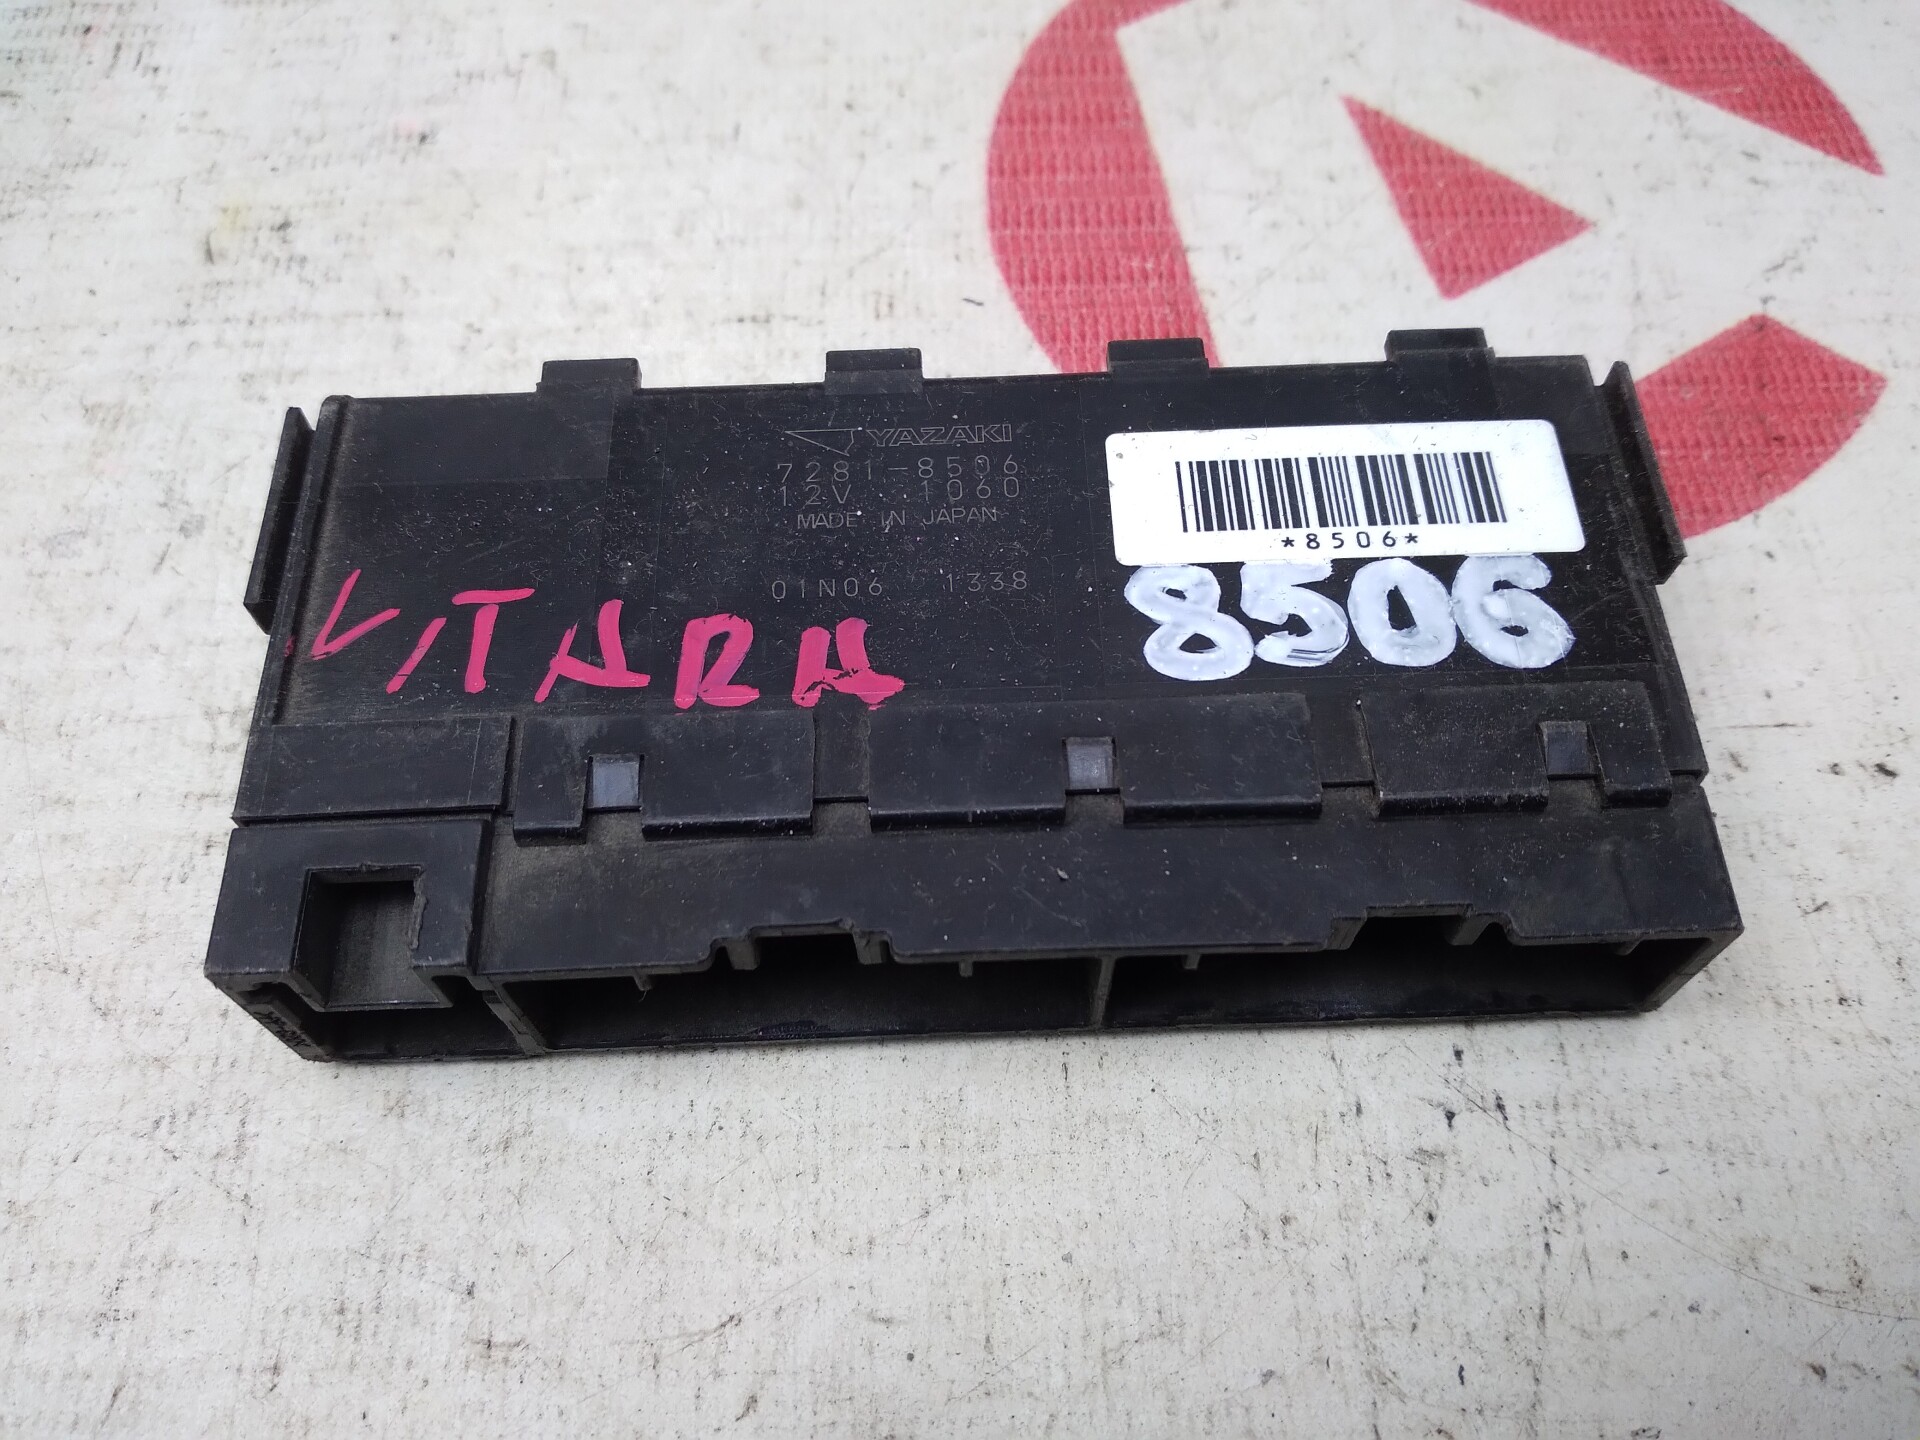 YAZAKI
7281-8506
12V 1060
MADE IN JAPAN
01N06 1338
*8506*
8506
VITARA